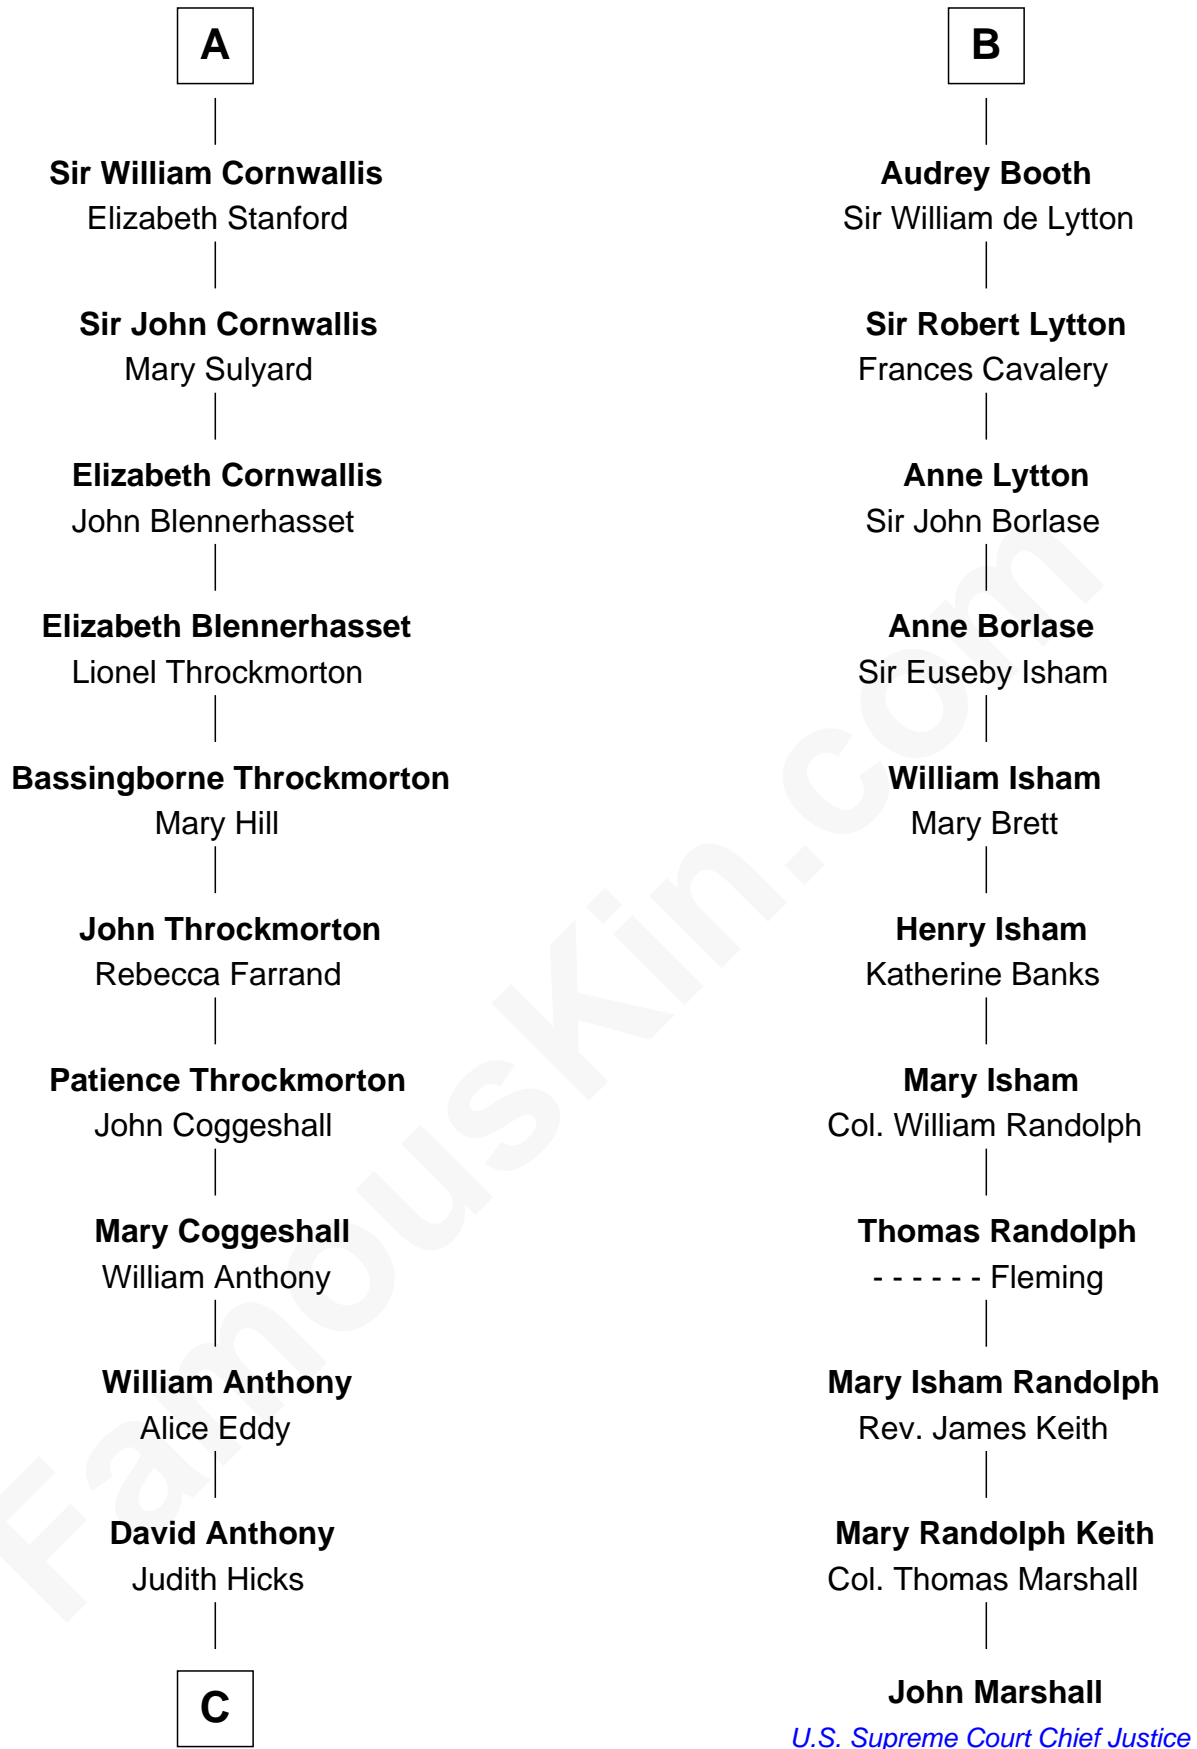 A
Sir William Cornwallis
Elizabeth Stanford
Sir John Cornwallis
Mary Sulyard
Elizabeth Cornwallis
John Blennerhasset
Elizabeth Blennerhasset
Lionel Throckmorton
Bassingborne Throckmorton
Mary Hill
John Throckmorton
Rebecca Farrand
Patience Throckmorton
John Coggeshall
Mary Coggeshall
William Anthony
William Anthony
Alice Eddy
David Anthony
Judith Hicks
C
B
Audrey Booth
Sir William de Lytton
Sir Robert Lytton
Frances Cavalery
Anne Lytton
Sir John Borlase
Anne Borlase
Sir Euseby Isham
William Isham
Mary Brett
Henry Isham
Katherine Banks
Mary Isham
Col. William Randolph
Thomas Randolph
- - - - - - Fleming
Mary Isham Randolph
Rev. James Keith
Mary Randolph Keith
Col. Thomas Marshall
John Marshall
U.S. Supreme Court Chief Justice
FamousKin.com